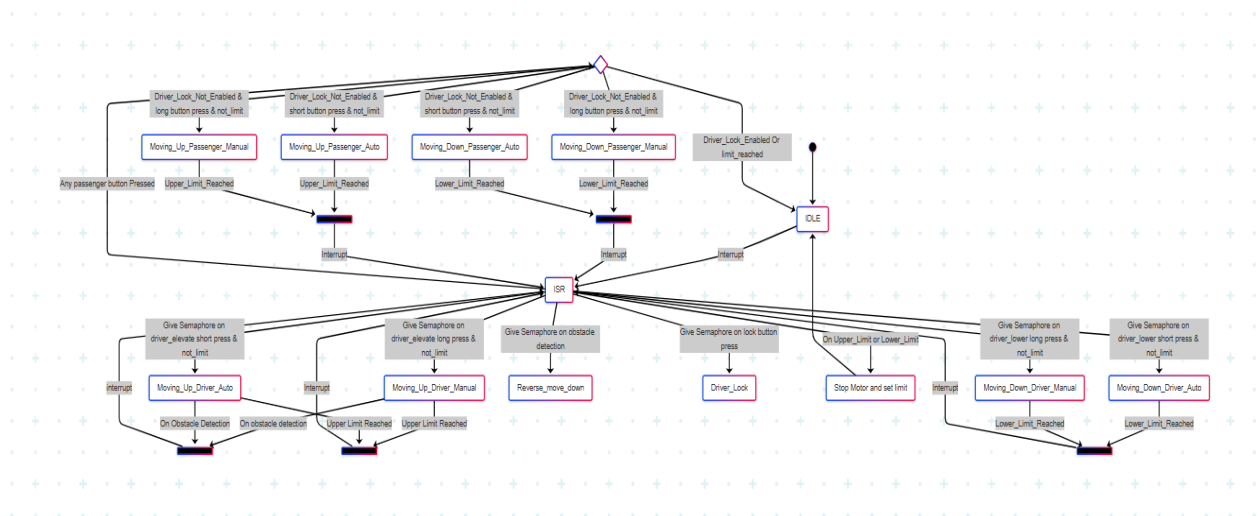 Driver_Lock_Not_Enabled &
long button press & not_limit
Driver_Lock_Not_Enabled &
short button press & not_limit
Driver_Lock_Not_Enabled &
short button press & not_limit
Driver_Lock_Not_Enabled &
long button press & not_limit
Moving_Up_Passenger_Manual
Moving_Up_Passenger_Auto
Moving_Down_Passenger_Auto
Moving_Down_Passenger_Manual
Driver_Lock_Enabled Or
limit_reached
Any passenger button Pressed
Upper_Limit_Reached
Upper_Limit_Reached
Lower_Limit_Reached
Lower_Limit_Reached
IDLE
Interrupt
Interrupt
Interrupt
ISR
Give Semaphore on
driver_elevate short press &
not_limit
Give Semaphore on
driver_elevate long press &
not_limit
Give Semaphore on obstacle
detection
Give Semaphore on lock button
press
On Upper_Limit or Lower_Limit
Give Semaphore on
driver_lower long press &
not_limit
Give Semaphore on
driver_lower short press &
not_limit
interrupt
Moving_Up_Driver_Auto
Interrupt
Moving_Up_Driver_Manual
Reverse_move_down
Driver_Lock
Stop Motor and set limit
Interrupt
Moving_Down_Driver_Manual
Moving_Down_Driver_Auto
On Obstacle Detection
On obstacle detection
Upper Limit Reached
Upper Limit Reached
Lower_Limit_Reached
Lower_Limit_Reached